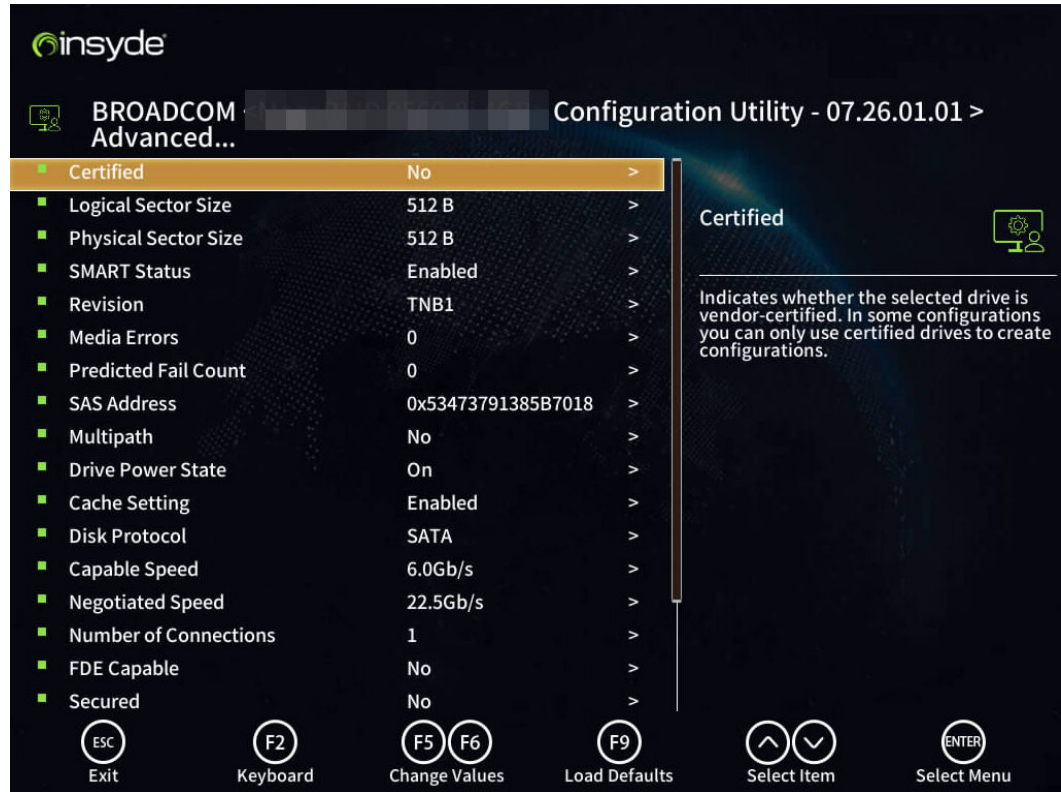 insyde
BROADCOM Configuration Utility - 07.26.01.01 >
Advanced...
Certified No >
Logical Sector Size 512 B >
Physical Sector Size 512 B >
SMART Status Enabled >
Revision TNB1 >
Media Errors 0 >
Predicted Fail Count 0 >
SAS Address 0x53473791385B7018 >
Multipath No >
Drive Power State On >
Cache Setting Enabled >
Disk Protocol SATA >
Capable Speed 6.0Gb/s >
Negotiated Speed 22.5Gb/s >
Number of Connections 1 >
FDE Capable No >
Secured No >
Certified
Indicates whether the selected drive is
vendor-certified. In some configurations
you can only use certified drives to create
configurations.
ESC F2 F5 F6 F9 ENTER
Exit Keyboard Change Values Load Defaults Select Item Select Menu